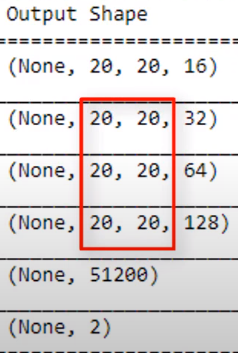 Output Shape
================
(None, 20, 20, 16)
(None, 20, 20, 32)
(None, 20, 20, 64)
(None, 20, 20, 128)
(None, 51200)
(None, 2)